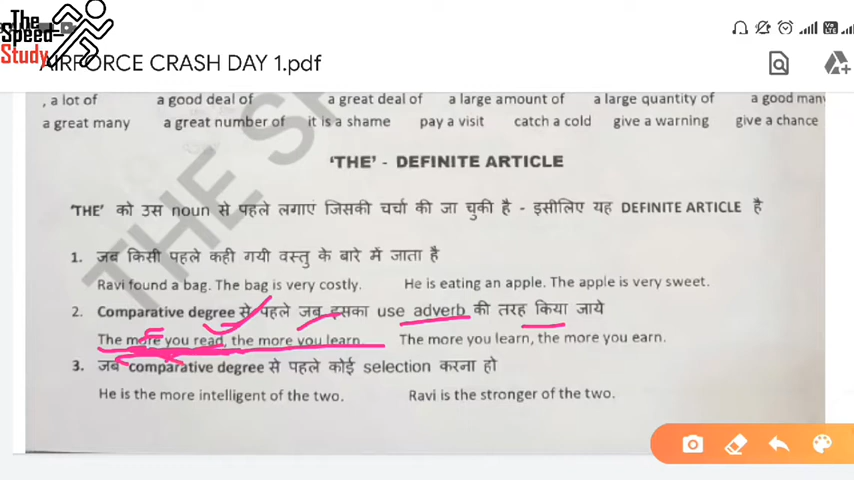 The
Speed
Study
AIRFORCE CRASH DAY 1.pdf
, a lot of a good deal of a great deal of a large amount of a large quantity of a good many
a great many a great number of it is a shame pay a visit catch a cold give a warning give a chance
'THE' - DEFINITE ARTICLE
'THE' को उस noun से पहले लगाएं जिसकी चर्चा की जा चुकी है - इसीलिए यह DEFINITE ARTICLE है
1. जब किसी पहले कही गयी वस्तु के बारे में जाता है
Ravi found a bag. The bag is very costly. He is eating an apple. The apple is very sweet.
2. Comparative degree से पहले जब इसका use adverb की तरह किया जाये
The more you read, the more you learn. The more you learn, the more you earn.
3. जब comparative degree से पहले कोई selection करना हो
He is the more intelligent of the two. Ravi is the stronger of the two.